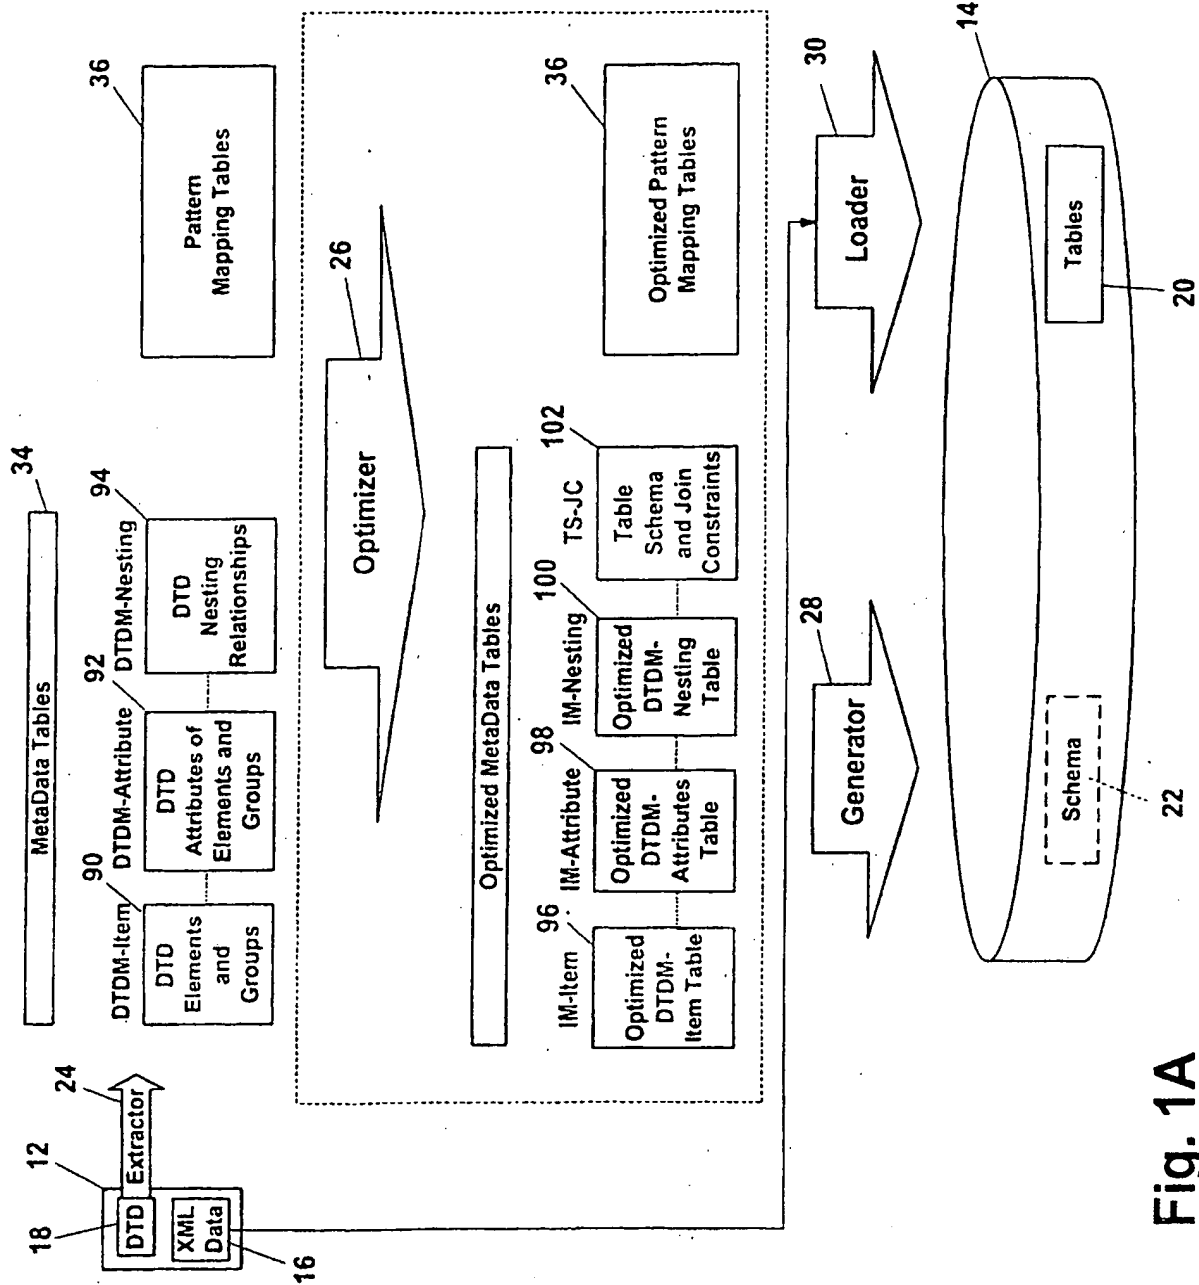 12
18
DTD
XML
Data
16
Extractor
24
MetaData Tables
34
DTDM-Item
90
DTD
Elements
and
Groups
DTDM-Attribute
92
DTD
Attributes of
Elements and
Groups
DTDM-Nesting
94
DTD
Nesting
Relationships
36
Pattern
Mapping Tables
Optimizer
26
Optimized MetaData Tables
IM-Item
96
Optimized
DTDM-
Item Table
IM-Attribute
98
Optimized
DTDM-
Attributes
Table
IM-Nesting
100
Optimized
DTDM-
Nesting
Table
TS-JC
102
Table
Schema
and Join
Constraints
36
Optimized Pattern
Mapping Tables
Generator
28
Loader
30
14
Schema
22
Tables
20
Fig. 1A